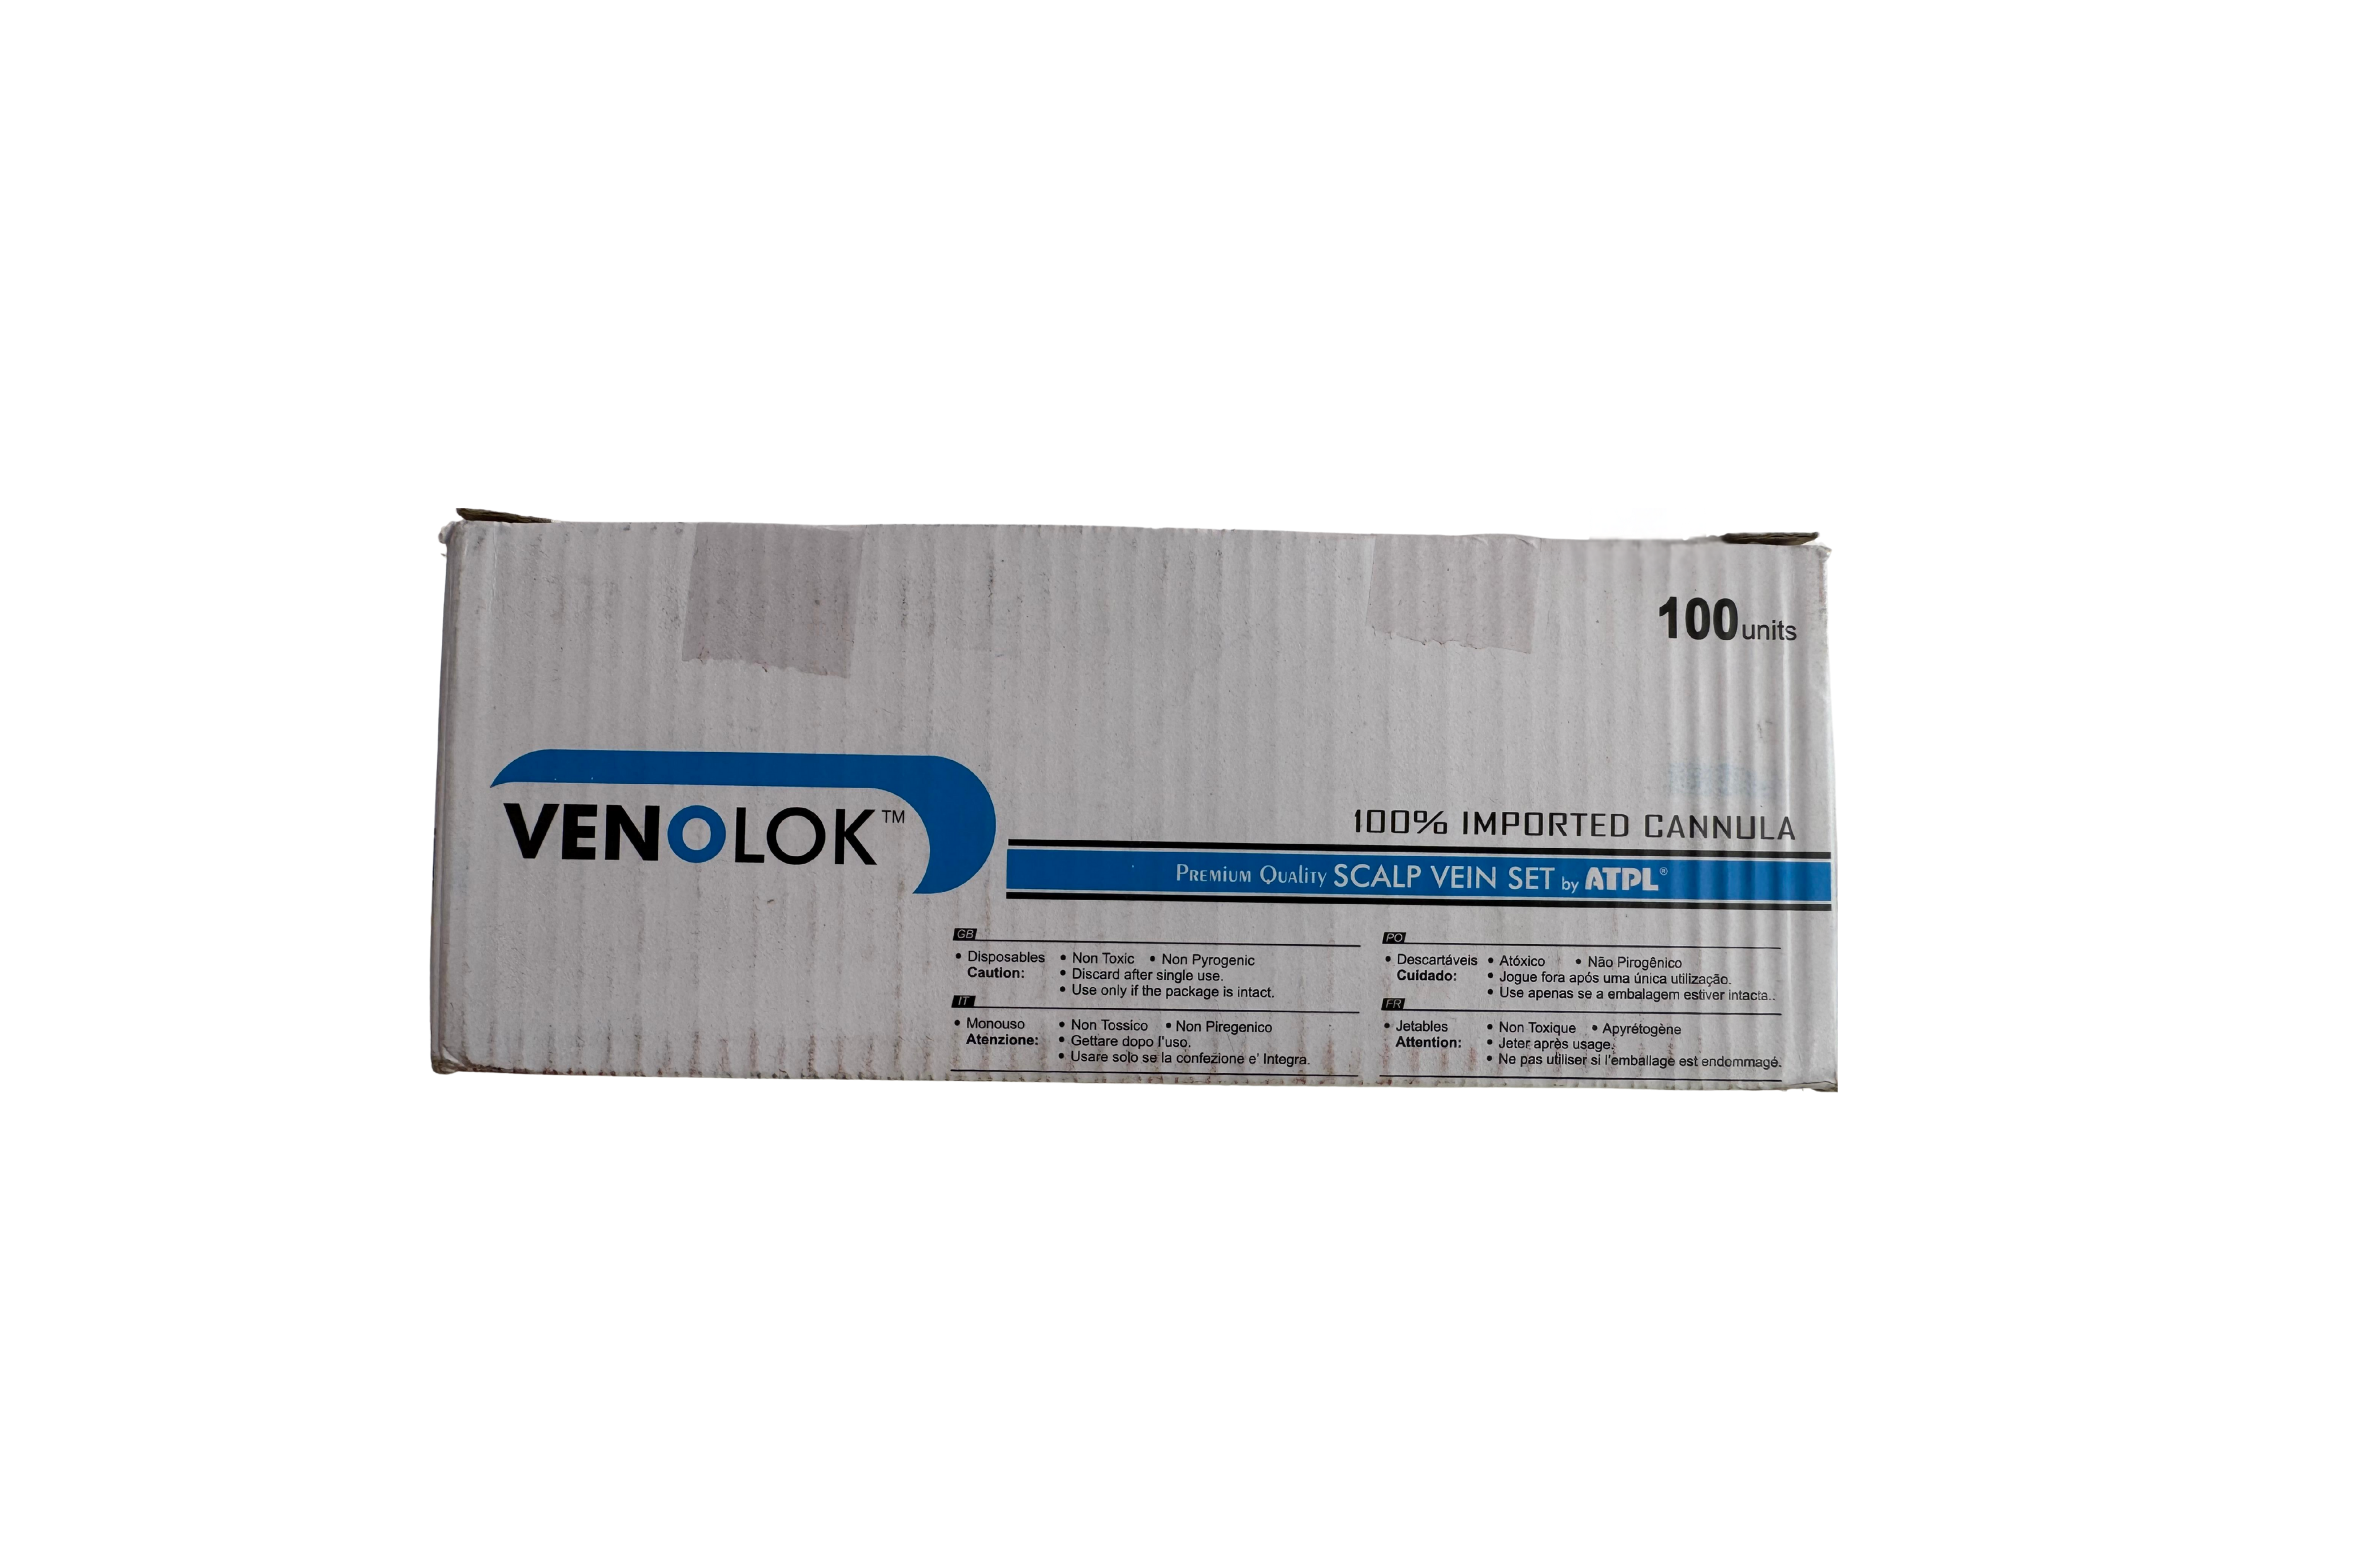 100 units
VENOLOK™
100% IMPORTED CANNULA
Premium Quality SCALP VEIN SET by ATPL®
GB
• Disposables • Non Toxic • Non Pyrogenic
Caution: • Discard after single use.
• Use only if the package is intact.
IT
• Monouso • Non Tossico • Non Piregenico
Atenzione: • Gettare dopo l'uso.
• Usare solo se la confezione e' Integra.
PO
• Descartáveis • Atóxico • Não Pirogênico
Cuidado: • Jogue fora após uma única utilização.
• Use apenas se a embalagem estiver intacta..
FR
• Jetables • Non Toxique • Apyrétogène
Attention: • Jeter après usage.
• Ne pas utiliser si l'emballage est endommagé.